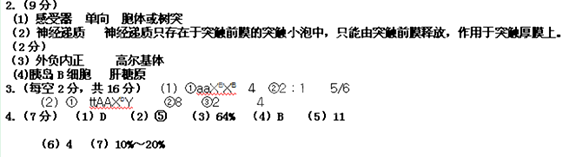 2.（9分）
（1）感受器 单向 胞体或树突
（2）神经递质 神经递质只存在于突触前膜的突触小泡中，只能由突触前膜释放，作用于突触厚膜上。
（2分）
（3）外负内正 高尔基体
(4)胰岛B细胞 肝糖原
3.（每空2分，共16分） （1）①aaXᴮXᴮ 4 ②2：1 5/6
（2）① ttAAXᵒY ②8 ③2 4
4.（7分） （1）D （2）⑤ （3）64% （4）B （5）11
（6）4 （7）10%～20%